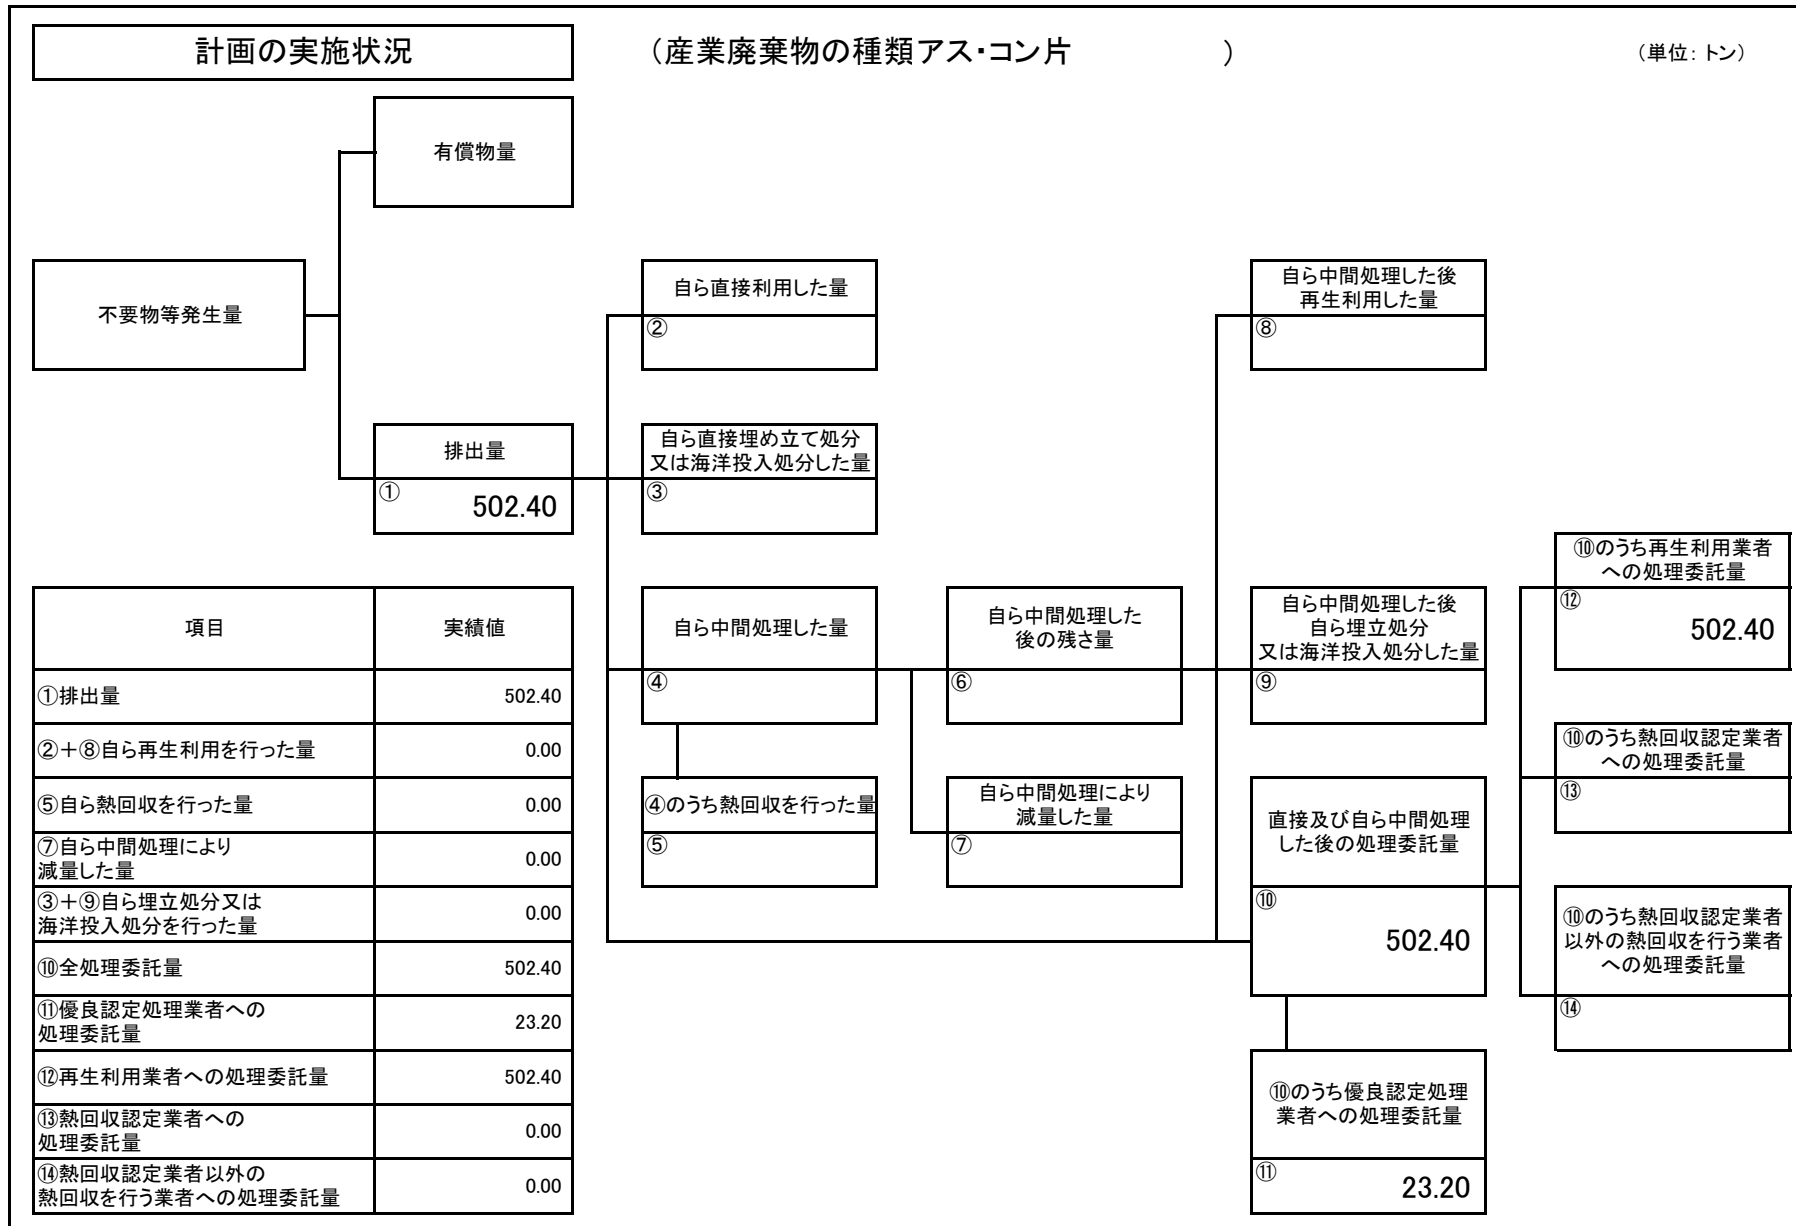 計画の実施状況
（産業廃棄物の種類アス・コン片　　　　　）
（単位：トン）
有償物量
不要物等発生量
自ら直接利用した量
②
自ら中間処理した後
再生利用した量
⑧
排出量
①
502.40
自ら直接埋め立て処分
又は海洋投入処分した量
③
⑩のうち再生利用業者
への処理委託量
⑫
502.40
自ら中間処理した量
④
自ら中間処理した
後の残さ量
⑥
自ら中間処理した後
自ら埋立処分
又は海洋投入処分した量
⑨
⑩のうち熱回収認定業者
への処理委託量
⑬
④のうち熱回収を行った量
⑤
自ら中間処理により
減量した量
⑦
直接及び自ら中間処理
した後の処理委託量
⑩
502.40
⑩のうち熱回収認定業者
以外の熱回収を行う業者
への処理委託量
⑭
⑩のうち優良認定処理
業者への処理委託量
⑪
23.20
項目 実績値
①排出量 502.40
②＋⑧自ら再生利用を行った量 0.00
⑤自ら熱回収を行った量 0.00
⑦自ら中間処理により
減量した量 0.00
③＋⑨自ら埋立処分又は
海洋投入処分を行った量 0.00
⑩全処理委託量 502.40
⑪優良認定処理業者への
処理委託量 23.20
⑫再生利用業者への処理委託量 502.40
⑬熱回収認定業者への
処理委託量 0.00
⑭熱回収認定業者以外の
熱回収を行う業者への処理委託量 0.00